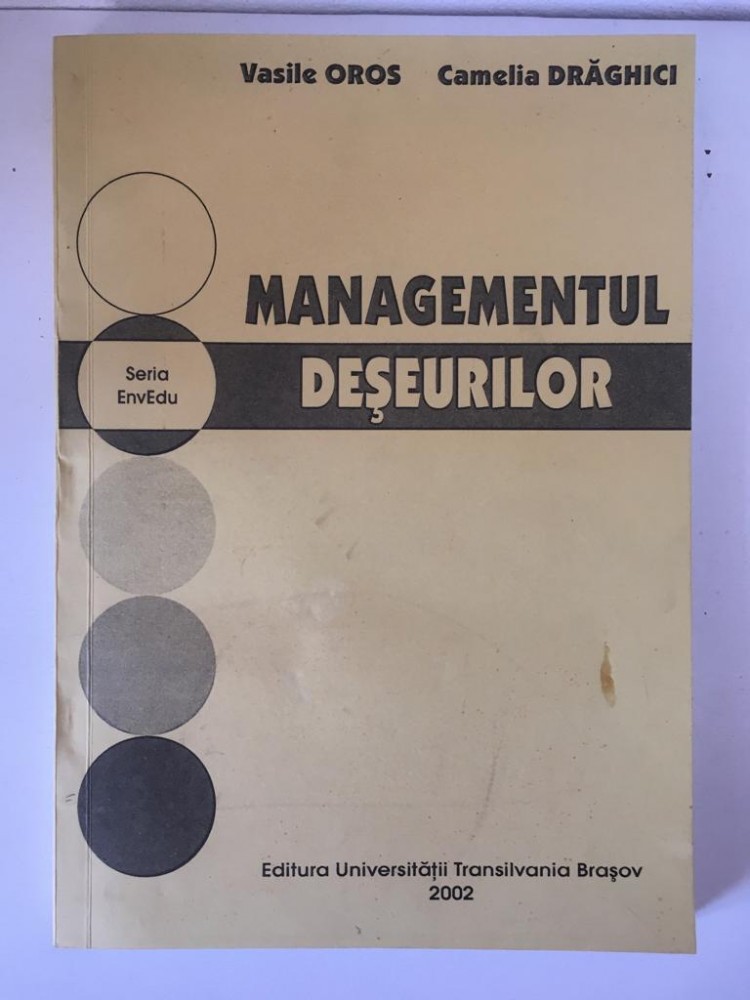 Vasile OROS Camelia DRĂGHICI
MANAGEMENTUL
DEŞEURILOR
Seria
EnvEdu
Editura Universităţii Transilvania Braşov
2002